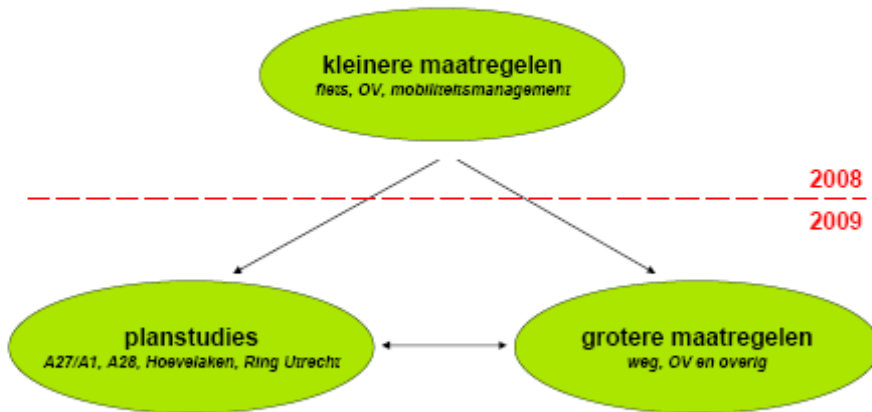 kleinere maatregelen
fiets, OV, mobiliteitsmanagement
2008
2009
planstudies
A27/A1, A28, Hoevelaken, Ring Utrecht
grotere maatregelen
weg, OV en overig